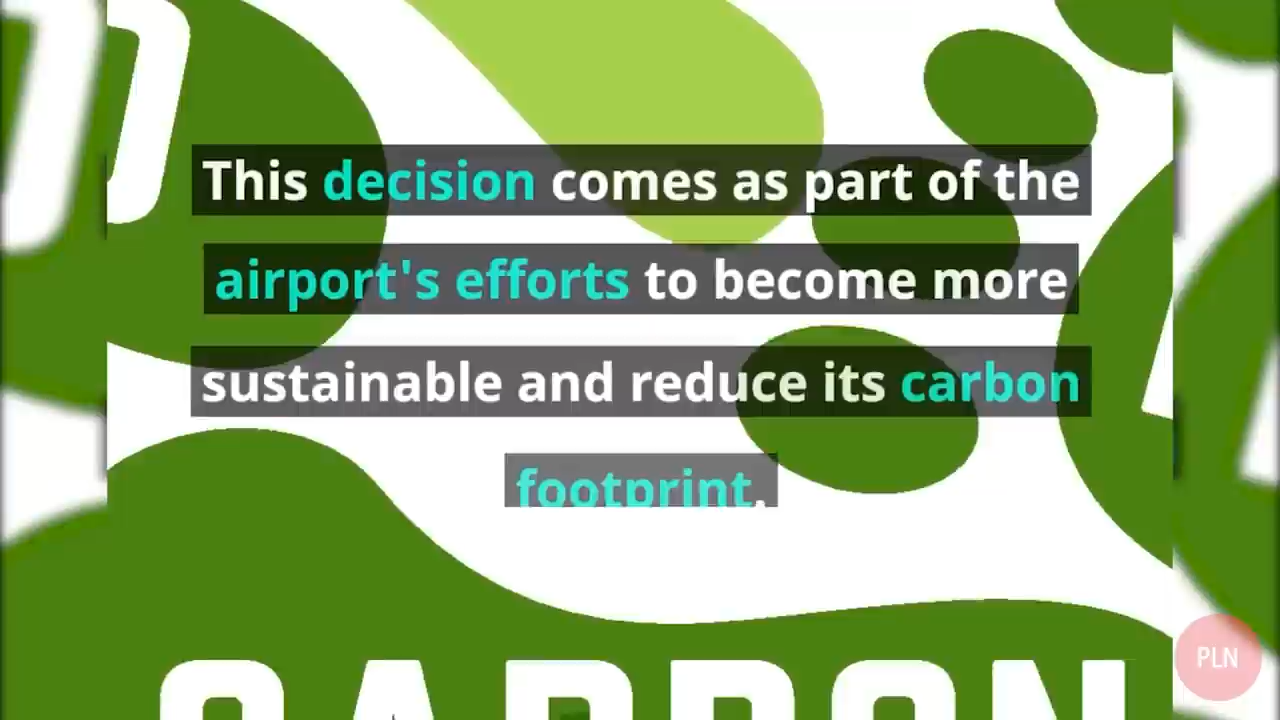 This decision comes as part of the
airport's efforts to become more
sustainable and reduce its carbon
footprint.
PLN
CARBON